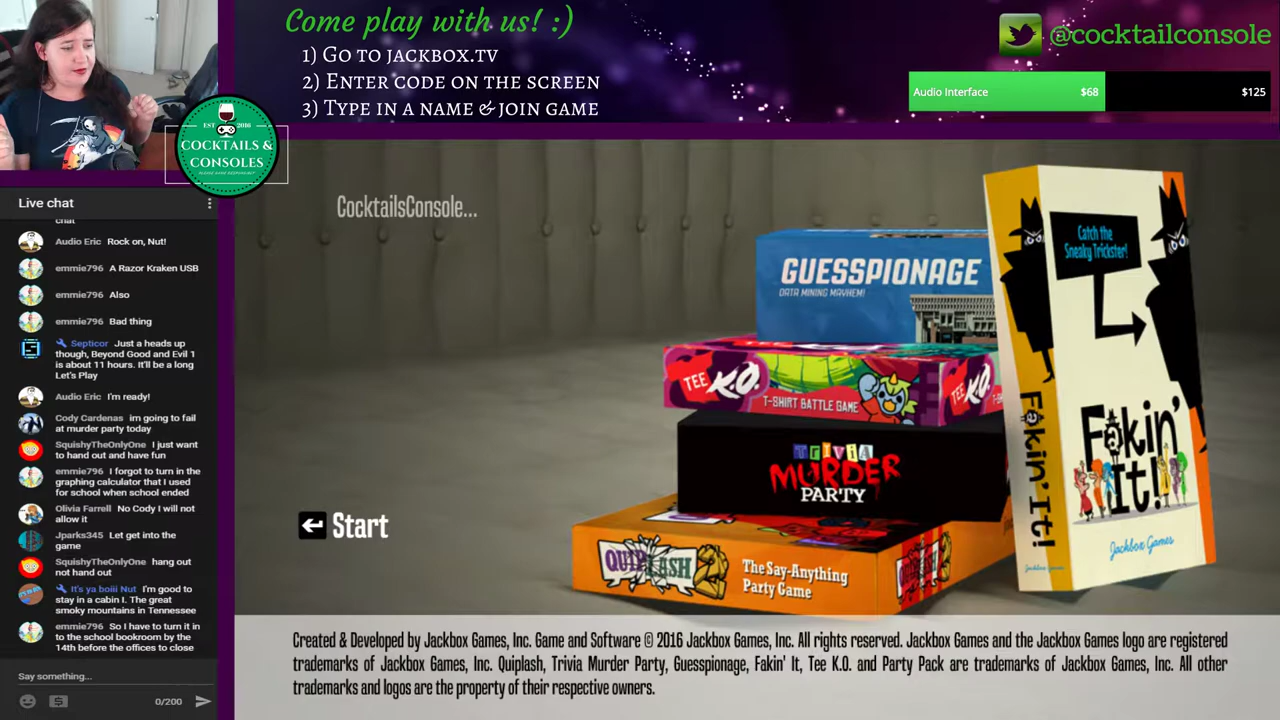 Come play with us! :)
1) Go to jackbox.tv
2) Enter code on the screen
3) Type in a name & join game
@cocktailconsole
Audio Interface $68 $125
EST 2016
COCKTAILS &
CONSOLES
Live chat
chat
Audio Eric Rock on, Nut!
emmie796 A Razor Kraken USB
emmie796 Also
emmie796 Bad thing
Septicor Just a heads up
though, Beyond Good and Evil 1
is about 11 hours. It'll be a long
Let's Play
Audio Eric I'm ready!
Cody Cardenas im going to fail
at murder party today
SquishyTheOnlyOne I just want
to hand out and have fun
emmie796 I forgot to turn in the
graphing calculator that I used
for school when school ended
Olivia Farrell No Cody I will not
allow it
Jparks345 Let get into the
game
SquishyTheOnlyOne hang out
not hand out
It's ya boiii Nut I'm good to
stay in a cabin I. The great
smoky mountains in Tennessee
emmie796 So I have to turn it in
to the school bookroom by the
14th before the offices to close
Say something...
0/200
CocktailsConsole...
Start
GUESSPIONAGE
DATA MINING MAYHEM!
TEE K.O.
T-SHIRT BATTLE GAME
TEE K.O.
TRIVIA
MURDER
PARTY
QUIPLASH 2
The Say-Anything
Party Game
Catch the
Sneaky Trickster!
Fakin' It!
Fakin'
It!
Jackbox Games
Jackbox Games
Created & Developed by Jackbox Games, Inc. Game and Software © 2016 Jackbox Games, Inc. All rights reserved. Jackbox Games and the Jackbox Games logo are registered
trademarks of Jackbox Games, Inc. Quiplash, Trivia Murder Party, Guesspionage, Fakin' It, Tee K.O. and Party Pack are trademarks of Jackbox Games, Inc. All other
trademarks and logos are the property of their respective owners.